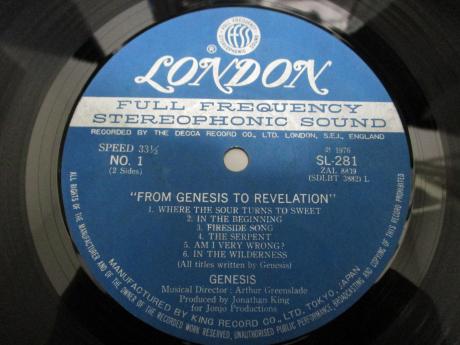 ® LONDON
FULL FREQUENCY
STEREOPHONIC SOUND
RECORDED BY THE DECCA RECORD CO., LTD. LONDON, S.E.I., ENGLAND
SPEED 33⅓
NO. 1
(2 Sides)
℗ 1976
SL-281
ZAL 8839
(SDLBT 3882) L
"FROM GENESIS TO REVELATION"
1. WHERE THE SOUR TURNS TO SWEET
2. IN THE BEGINNING
3. FIRESIDE SONG
4. THE SERPENT
5. AM I VERY WRONG?
6. IN THE WILDERNESS
(All titles written by Genesis)
GENESIS
Musical Director : Arthur Greenslade
Produced by Jonathan King
for Jonjo Productions
MANUFACTURED BY KING RECORD CO., LTD, TOKYO, JAPAN
ALL RIGHTS OF THE MANUFACTURER AND OF THE OWNER OF THE RECORDED WORK RESERVED, UNAUTHORISED PUBLIC PERFORMANCE, BROADCASTING AND COPYING OF THIS RECORD PROHIBITED